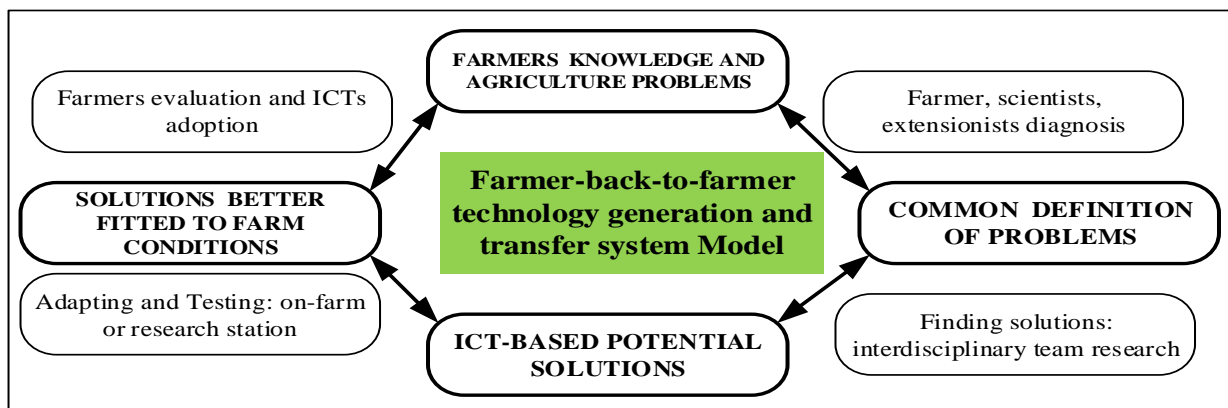 FARMERS KNOWLEDGE AND
AGRICULTURE PROBLEMS
Farmers evaluation and ICTs
adoption
Farmer, scientists,
extensionists diagnosis
SOLUTIONS BETTER
FITTED TO FARM
CONDITIONS
Farmer-back-to-farmer
technology generation and
transfer system Model
COMMON DEFINITION
OF PROBLEMS
Adapting and Testing: on-farm
or research station
ICT-BASED POTENTIAL
SOLUTIONS
Finding solutions:
interdisciplinary team research